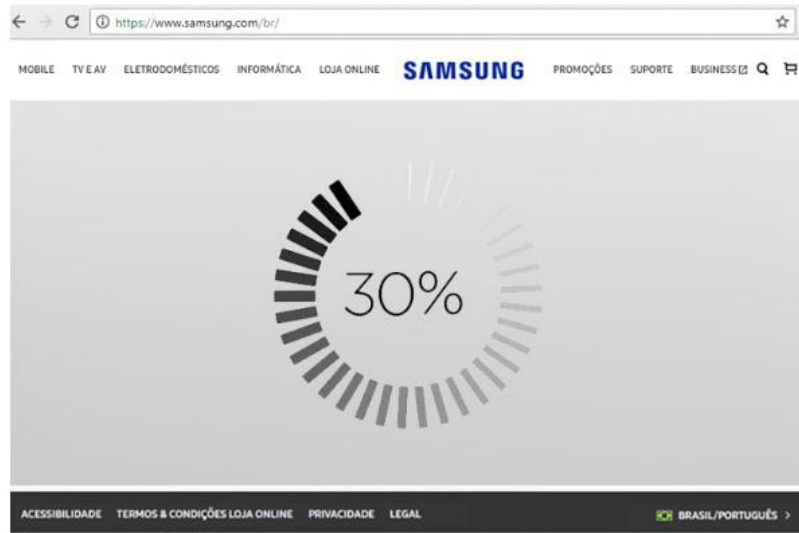 https://www.samsung.com/br/
MOBILE TV E AV ELETRODOMÉSTICOS INFORMÁTICA LOJA ONLINE SAMSUNG PROMOÇÕES SUPORTE BUSINESS
30%
ACESSIBILIDADE TERMOS & CONDIÇÕES LOJA ONLINE PRIVACIDADE LEGAL BRASIL/PORTUGUÊS >